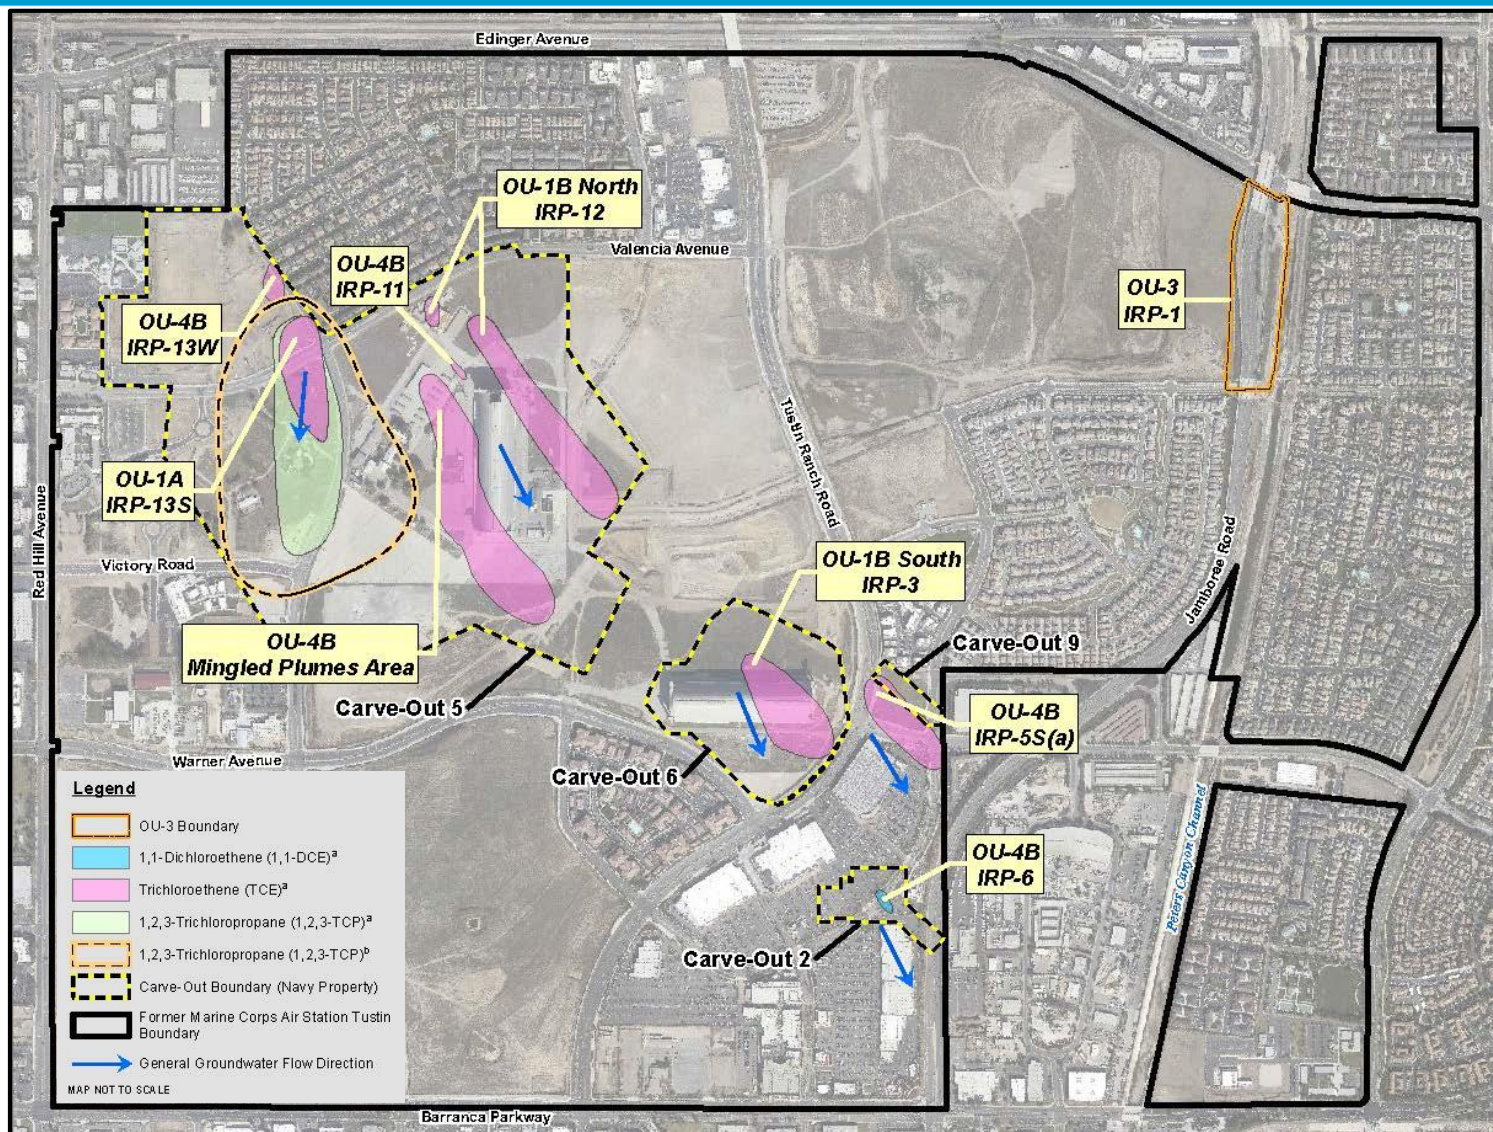 Edinger Avenue
OU-1B North
IRP-12
Valencia Avenue
OU-4B
IRP-11
OU-3
IRP-1
OU-4B
IRP-13W
Tustin Ranch Road
OU-1A
IRP-13S
Red Hill Avenue
Victory Road
OU-1B South
IRP-3
Jamboree Road
OU-4B
Mingled Plumes Area
Carve-Out 9
Carve-Out 5
OU-4B
IRP-5S(a)
Warner Avenue
Carve-Out 6
Peters Canyon Channel
OU-4B
IRP-6
Carve-Out 2
Legend
OU-3 Boundary
1,1-Dichloroethene (1,1-DCE)ᵃ
Trichloroethene (TCE)ᵃ
1,2,3-Trichloropropane (1,2,3-TCP)ᵃ
1,2,3-Trichloropropane (1,2,3-TCP)ᵇ
Carve-Out Boundary (Navy Property)
Former Marine Corps Air Station Tustin
Boundary
General Groundwater Flow Direction
MAP NOT TO SCALE
Barranca Parkway